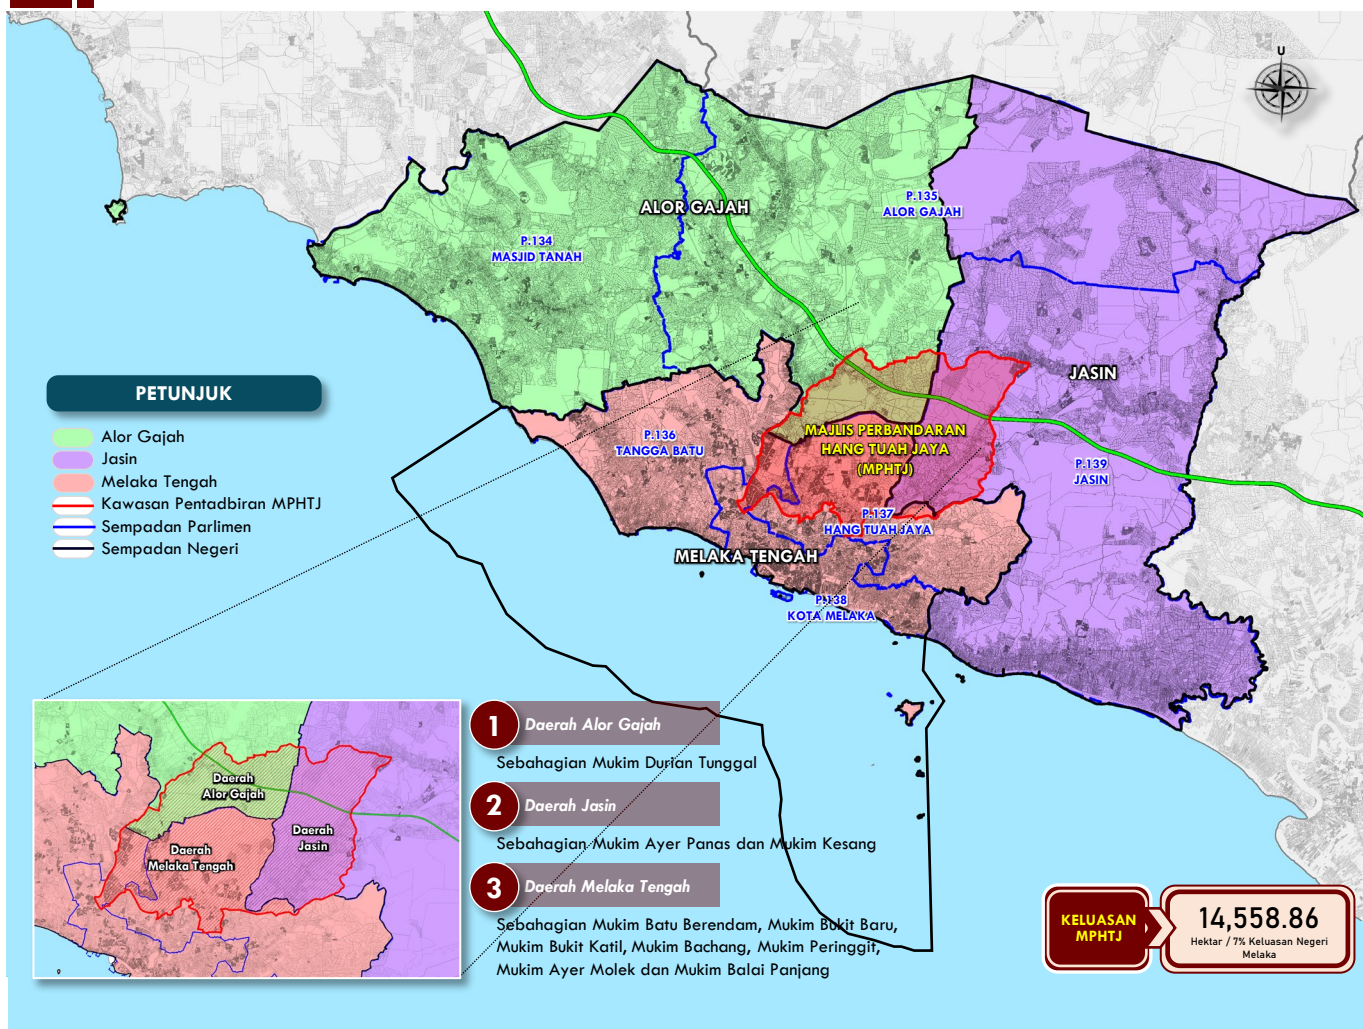 U
P.135
ALOR GAJAH
ALOR GAJAH
P.134
MASJID TANAH
JASIN
PETUNJUK
Alor Gajah
Jasin
Melaka Tengah
Kawasan Pentadbiran MPHTJ
Sempadan Parlimen
Sempadan Negeri
P.136
TANGGA BATU
MAJLIS PERBANDARAN
HANG TUAH JAYA
(MPHTJ)
P.139
JASIN
P.137
HANG TUAH JAYA
MELAKA TENGAH
P.138
KOTA MELAKA
Daerah
Alor Gajah
Daerah
Jasin
Daerah
Melaka Tengah
1
Daerah Alor Gajah
Sebahagian Mukim Durian Tunggal
2
Daerah Jasin
Sebahagian Mukim Ayer Panas dan Mukim Kesang
3
Daerah Melaka Tengah
Sebahagian Mukim Batu Berendam, Mukim Bukit Baru,
Mukim Bukit Katil, Mukim Bachang, Mukim Peringgit,
Mukim Ayer Molek dan Mukim Balai Panjang
KELUASAN
MPHTJ
14,558.86
Hektar / 7% Keluasan Negeri
Melaka